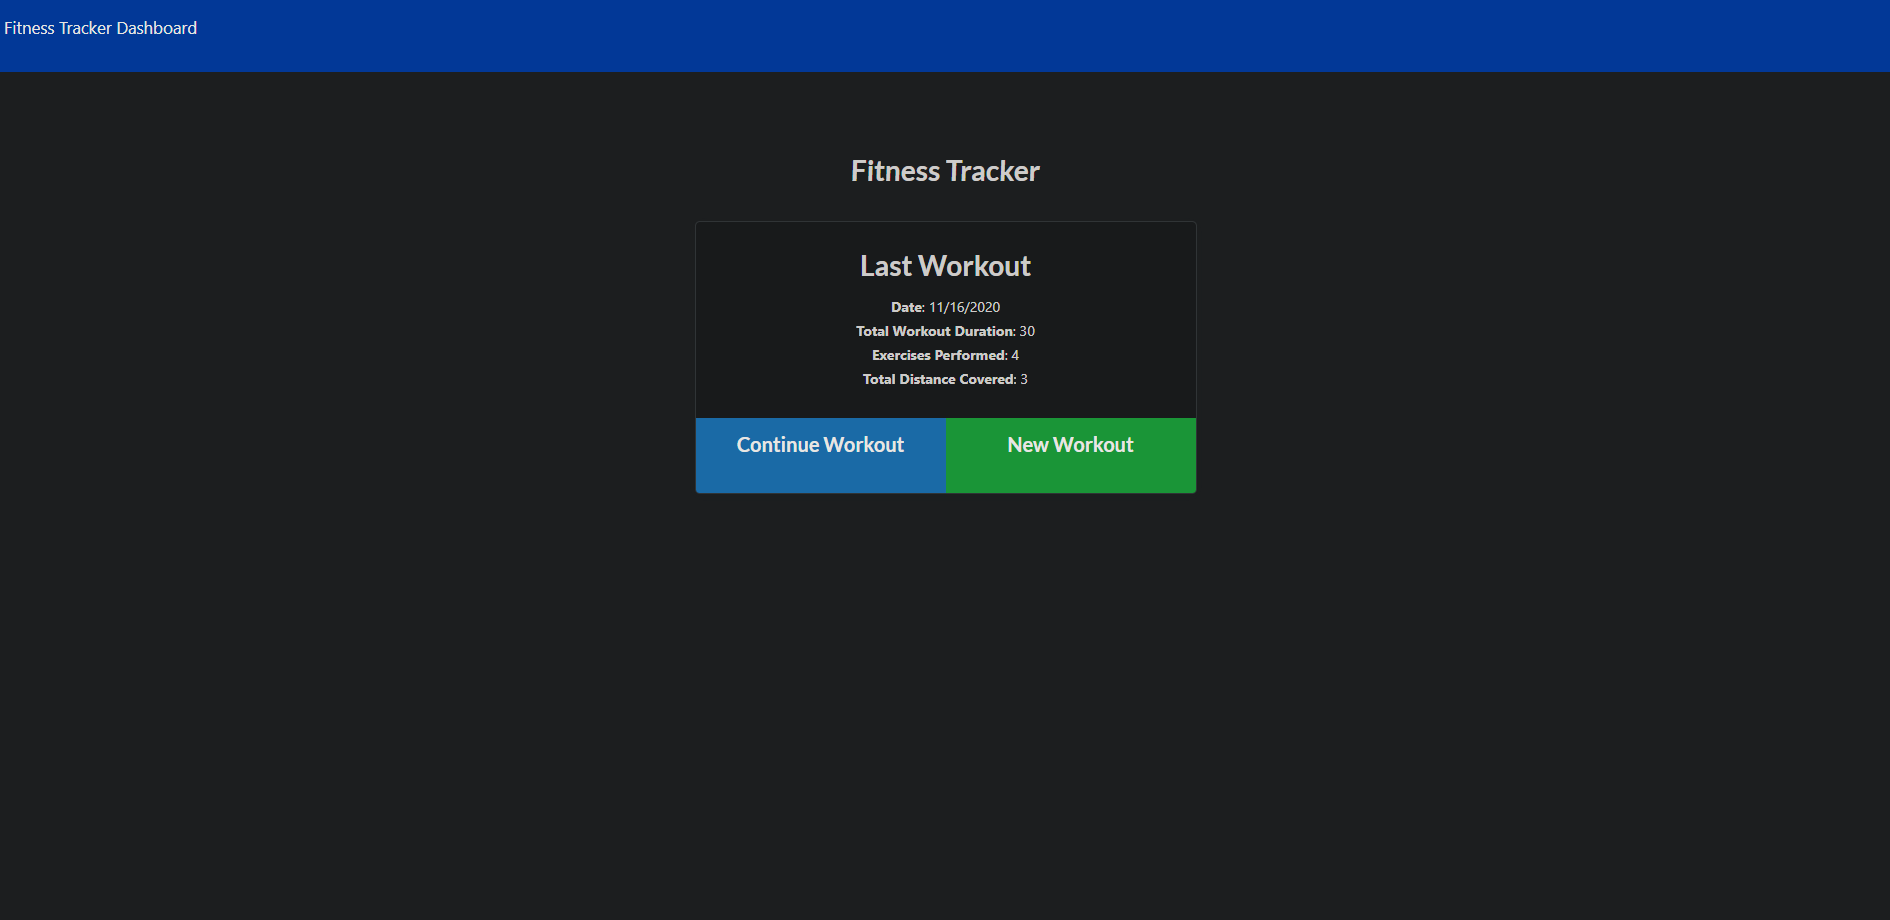 Fitness Tracker Dashboard
Fitness Tracker
Last Workout
Date: 11/16/2020
Total Workout Duration: 30
Exercises Performed: 4
Total Distance Covered: 3
Continue Workout
New Workout